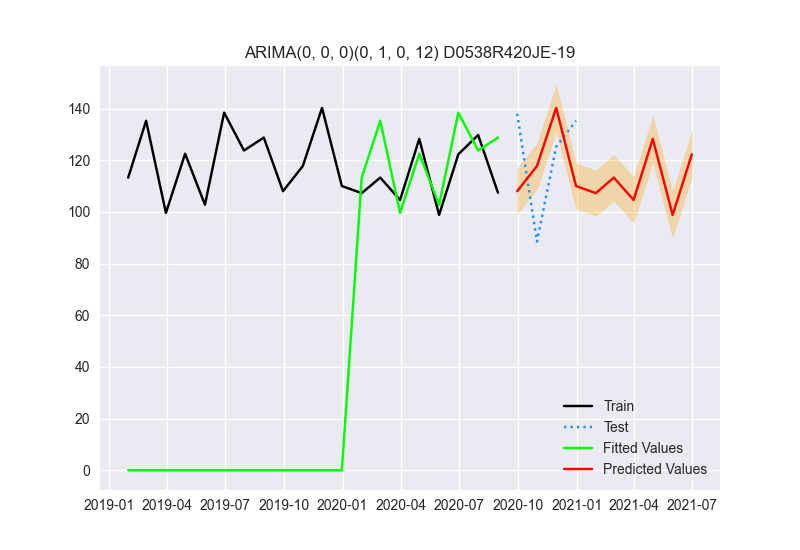 ARIMA(0, 0, 0)(0, 1, 0, 12) D0538R420JE-19
140
120
100
80
60
40
20
0
Train
Test
Fitted Values
Predicted Values
2019-01 2019-04 2019-07 2019-10 2020-01 2020-04 2020-07 2020-10 2021-01 2021-04 2021-07